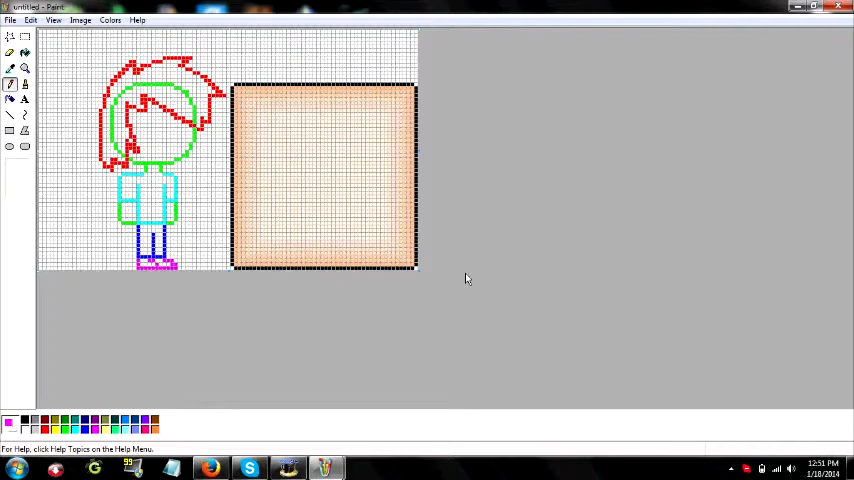 untitled - Paint
File Edit View Image Colors Help
A
For Help, click Help Topics on the Help Menu.
99
S
12:51 PM
1/18/2014